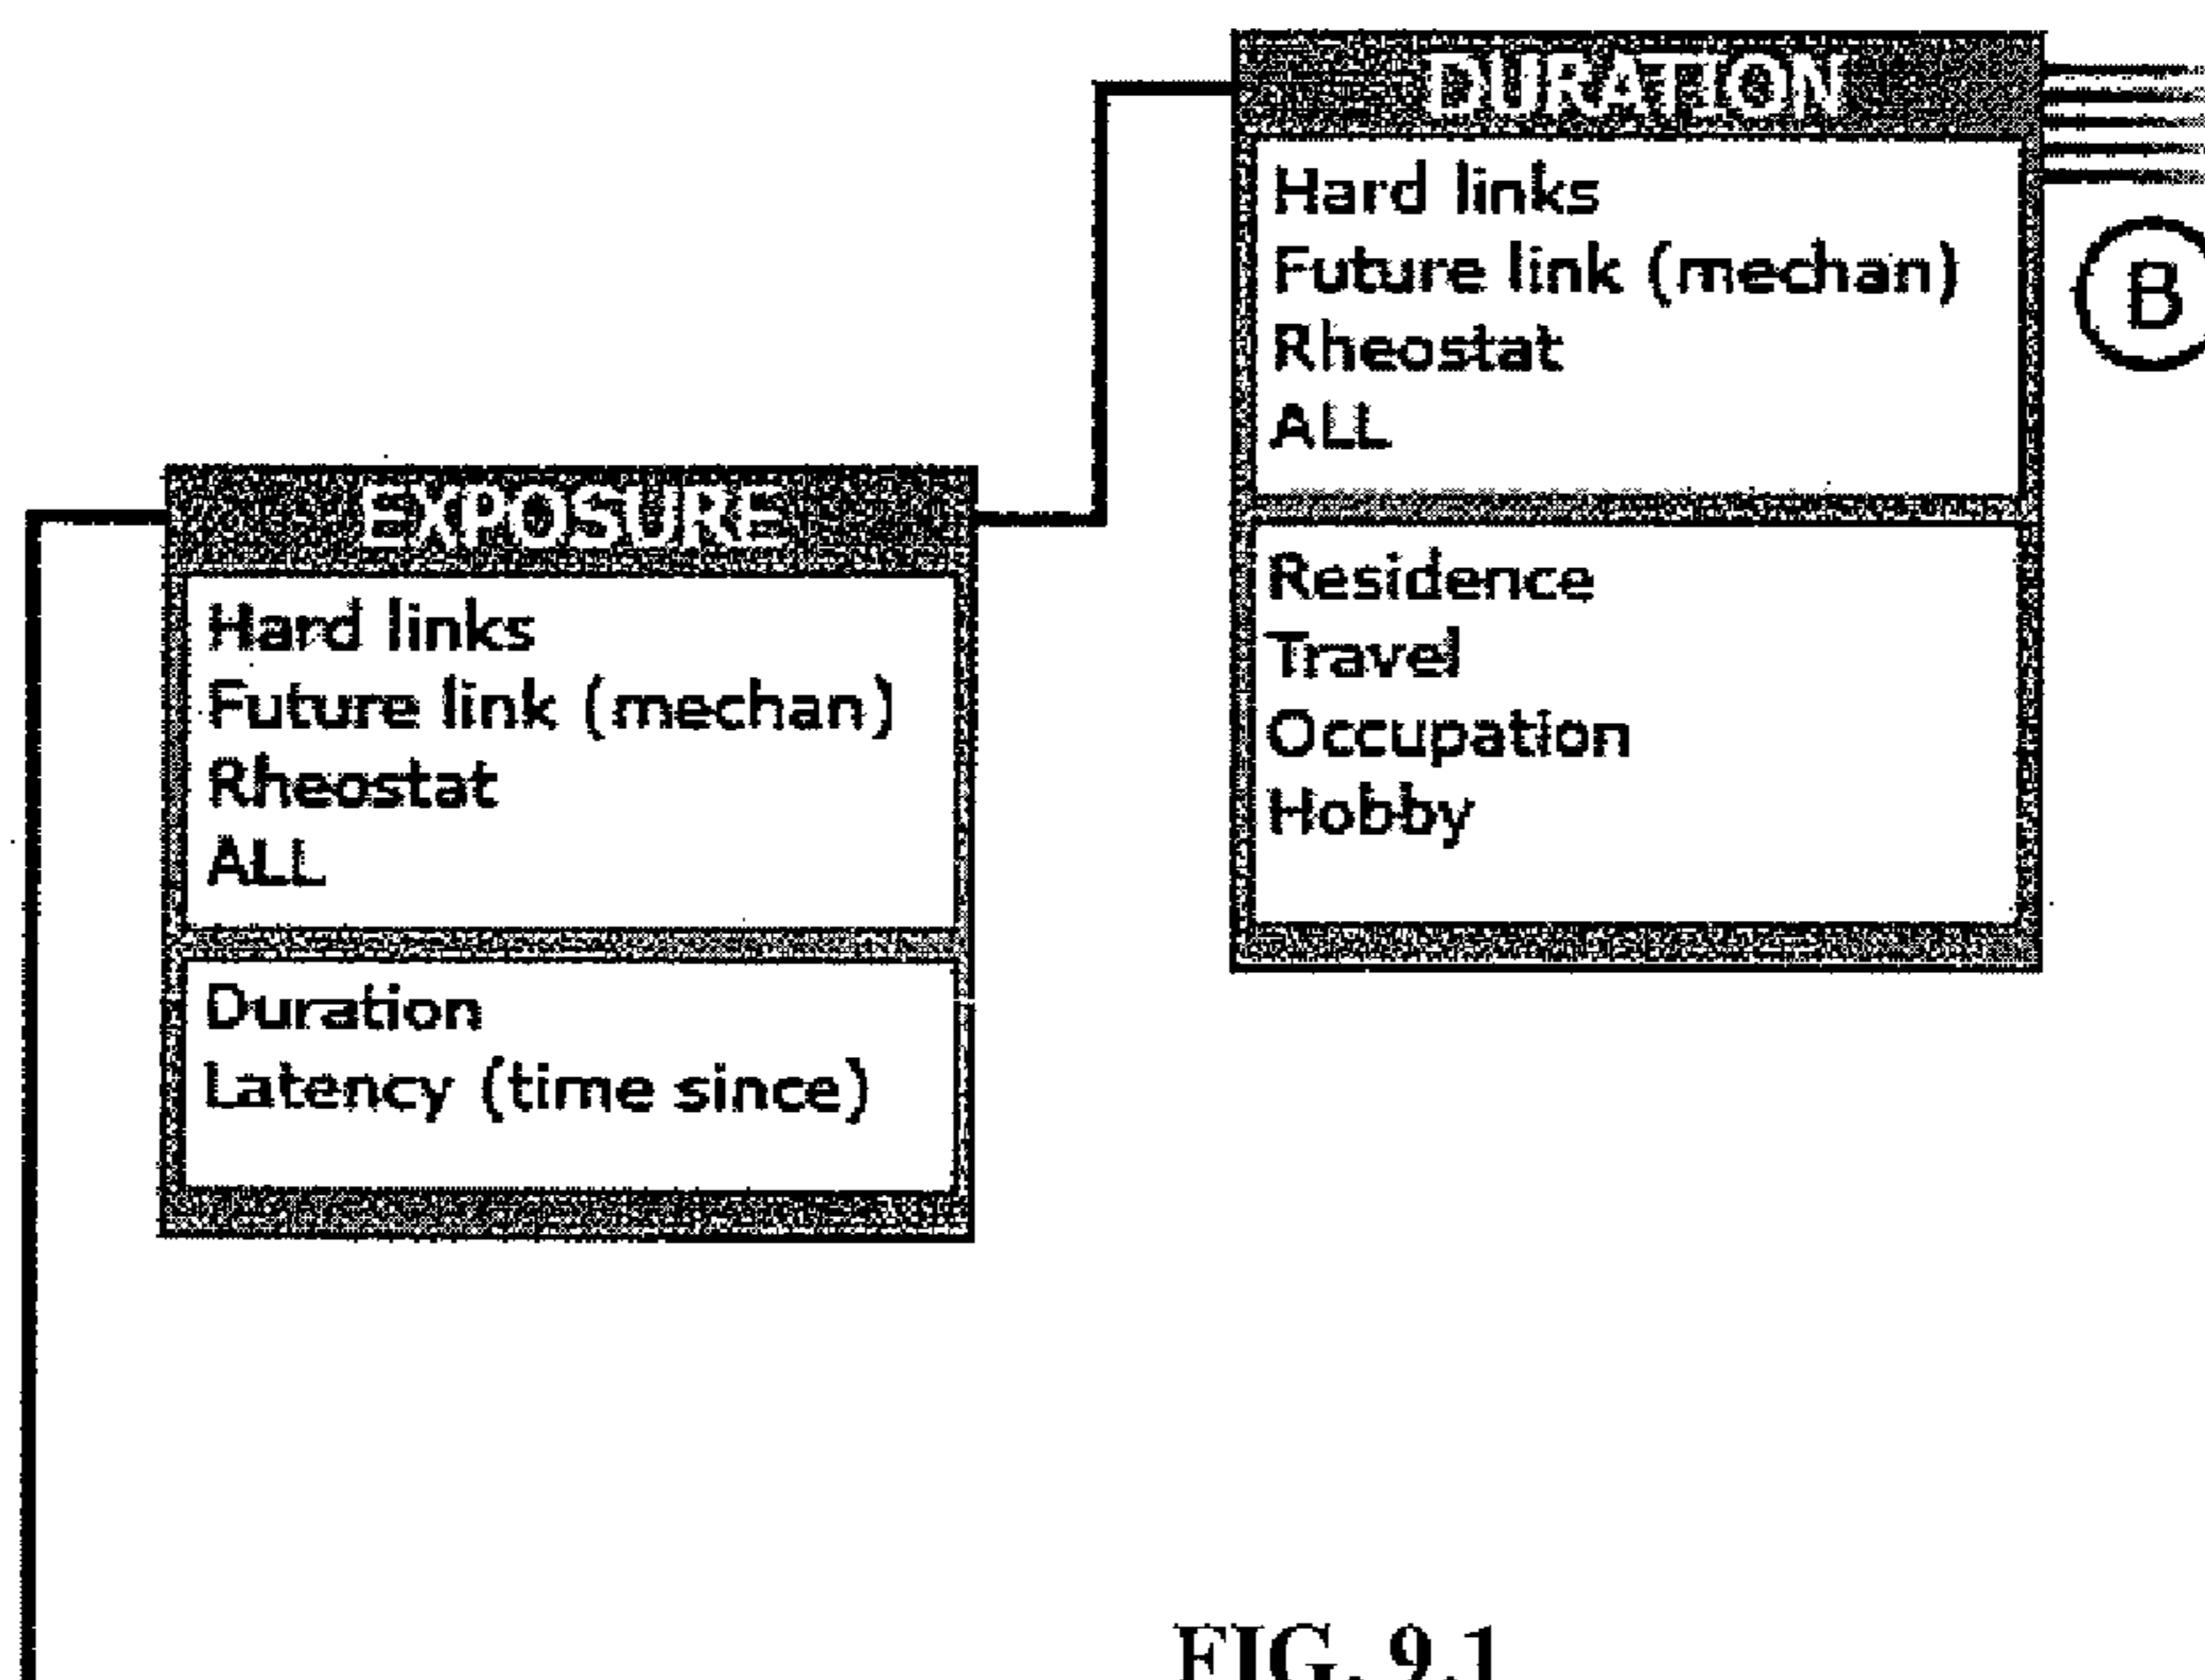 DURATION
Hard links
Future link (mechan)
Rheostat
ALL
Residence
Travel
Occupation
Hobby
B
EXPOSURE
Hard links
Future link (mechan)
Rheostat
ALL
Duration
Latency (time since)
FIG. 9.1